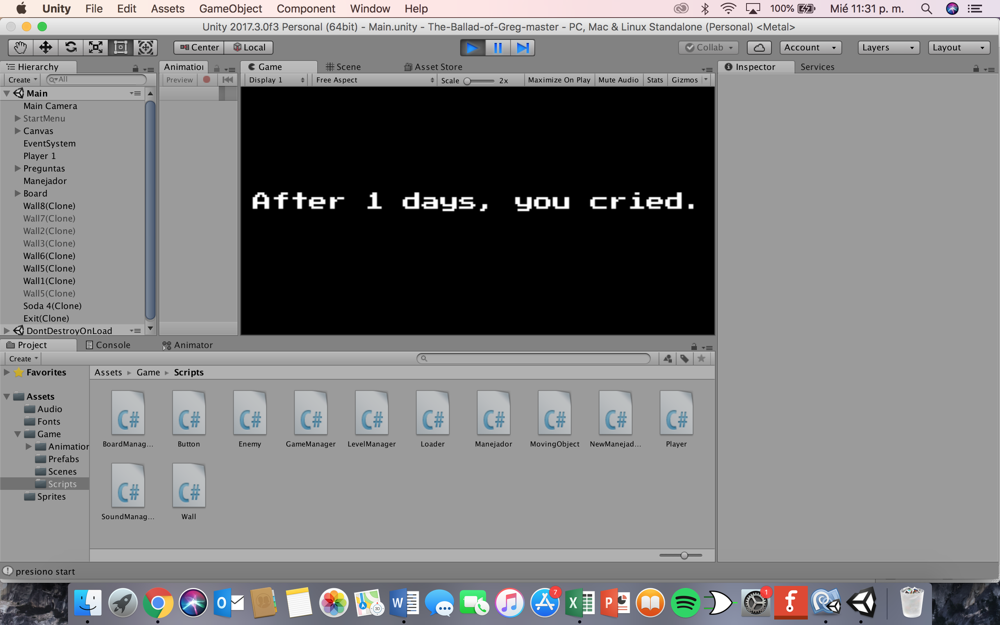 Unity File Edit Assets GameObject Component Window Help 100% Mié 11:31 p. m.
Unity 2017.3.0f3 Personal (64bit) - Main.unity - The-Ballad-of-Greg-master - PC, Mac & Linux Standalone (Personal) <Metal>
Center Local Collab Account Layers Layout
Hierarchy
Create All
Main
Main Camera
StartMenu
Canvas
EventSystem
Player 1
Preguntas
Manejador
Board
Wall8(Clone)
Wall7(Clone)
Wall2(Clone)
Wall3(Clone)
Wall6(Clone)
Wall5(Clone)
Wall1(Clone)
Wall5(Clone)
Soda 4(Clone)
Exit(Clone)
DontDestroyOnLoad
Animatio
Preview
Game Scene Asset Store
Display 1 Free Aspect Scale 2x Maximize On Play Mute Audio Stats Gizmos
After 1 days, you cried.
Inspector Services
Project Console Animator
Create
Favorites
Assets
Audio
Fonts
Game
Animation
Prefabs
Scenes
Scripts
Sprites
Assets Game Scripts
C# C# C# C# C# C# C# C# C# C#
BoardManag... Button Enemy GameManager LevelManager Loader Manejador MovingObject NewManejad... Player
C# C#
SoundManag... Wall
presiono start
O W 3D 7 X P 1 f